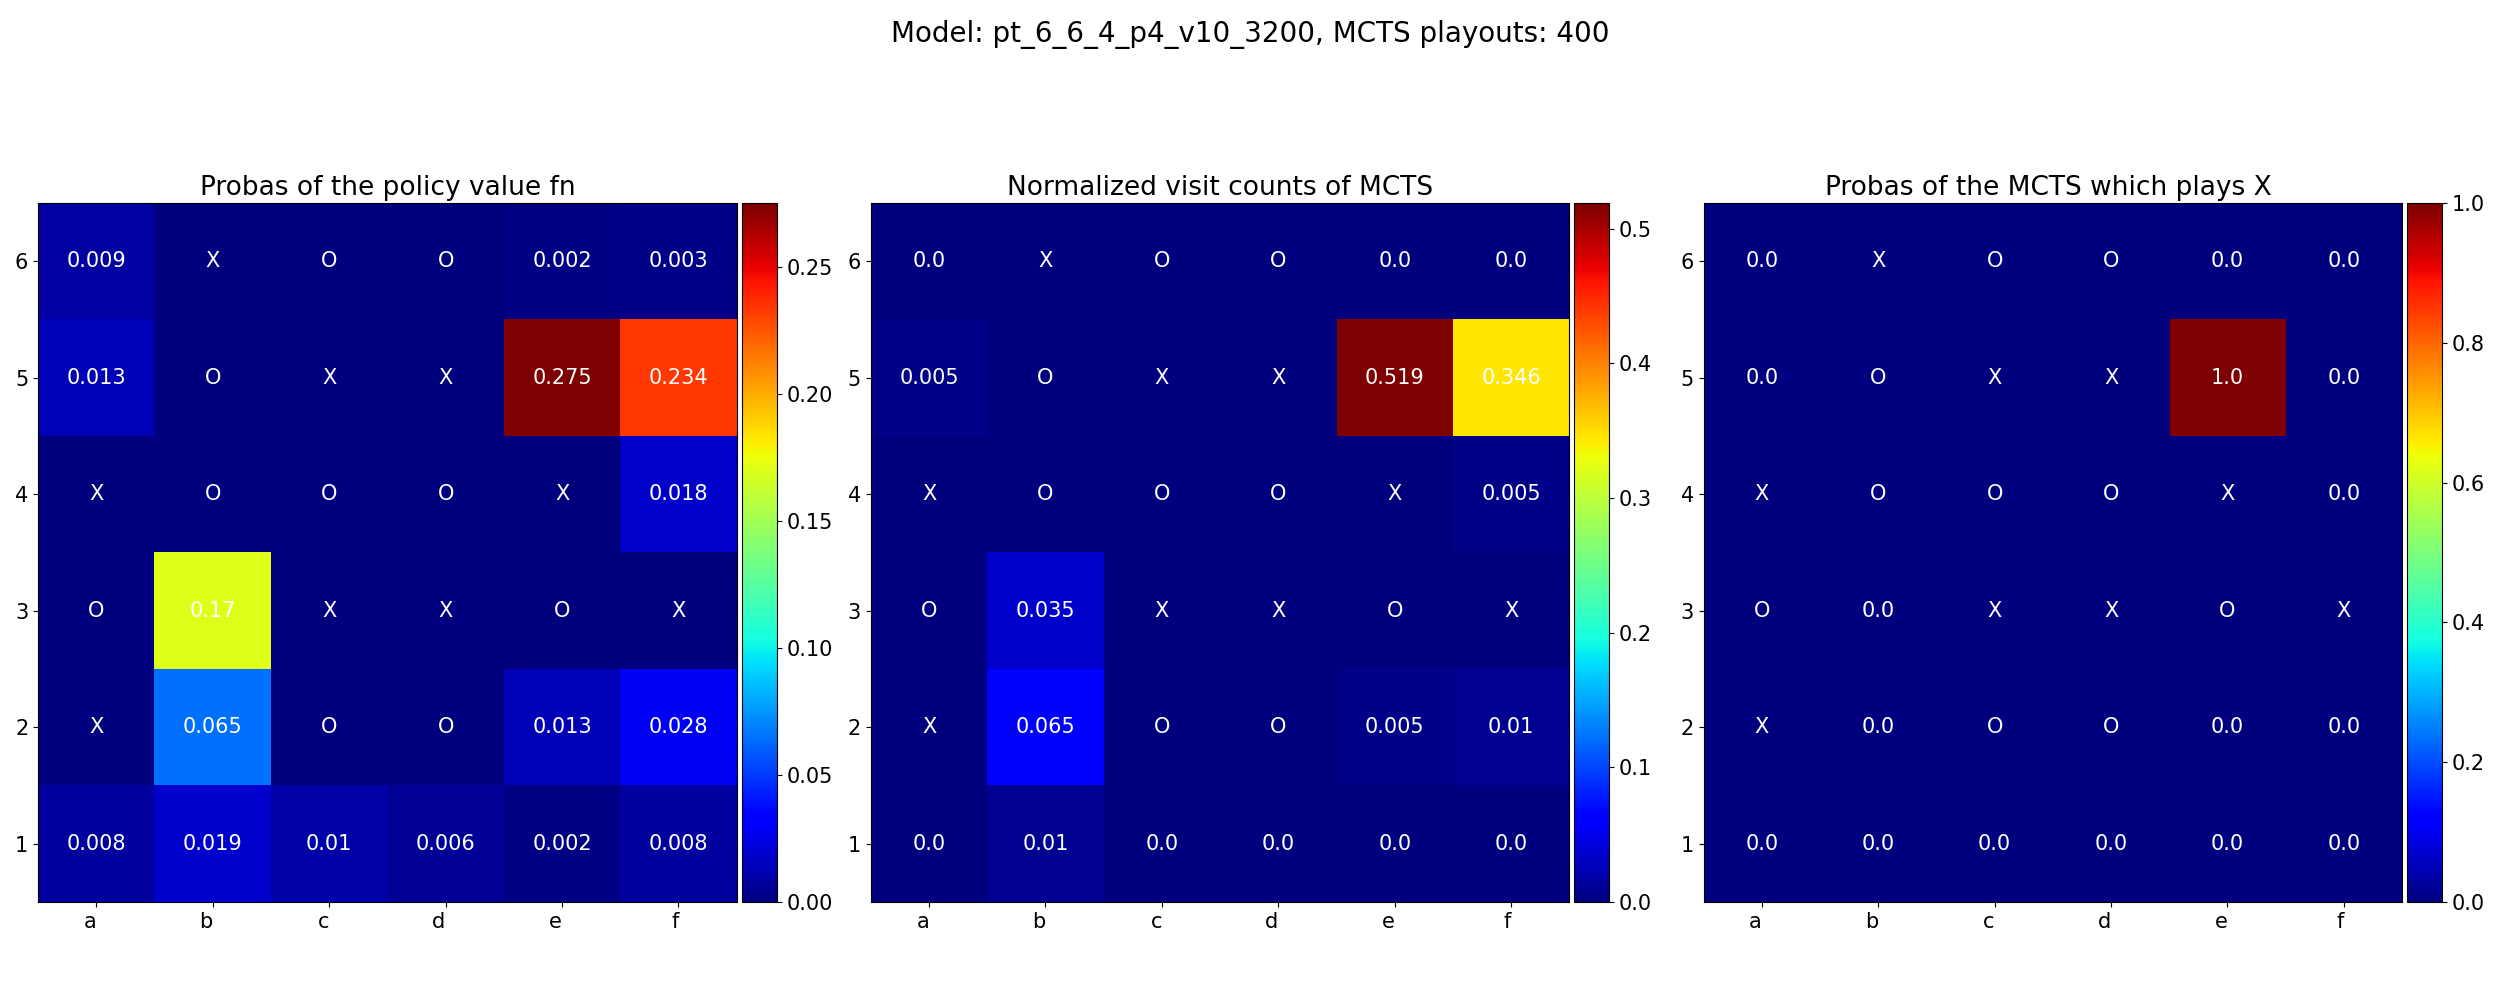 Model: pt_6_6_4_p4_v10_3200, MCTS playouts: 400
Probas of the policy value fn
6 0.009 X O O 0.002 0.003
5 0.013 O X X 0.275 0.234
4 X O O O X 0.018
3 O 0.17 X X O X
2 X 0.065 O O 0.013 0.028
1 0.008 0.019 0.01 0.006 0.002 0.008
a b c d e f
0.25
0.20
0.15
0.10
0.05
0.00
Normalized visit counts of MCTS
6 0.0 X O O 0.0 0.0
5 0.005 O X X 0.519 0.346
4 X O O O X 0.005
3 O 0.035 X X O X
2 X 0.065 O O 0.005 0.01
1 0.0 0.01 0.0 0.0 0.0 0.0
a b c d e f
0.5
0.4
0.3
0.2
0.1
0.0
Probas of the MCTS which plays X
6 0.0 X O O 0.0 0.0
5 0.0 O X X 1.0 0.0
4 X O O O X 0.0
3 O 0.0 X X O X
2 X 0.0 O O 0.0 0.0
1 0.0 0.0 0.0 0.0 0.0 0.0
a b c d e f
1.0
0.8
0.6
0.4
0.2
0.0